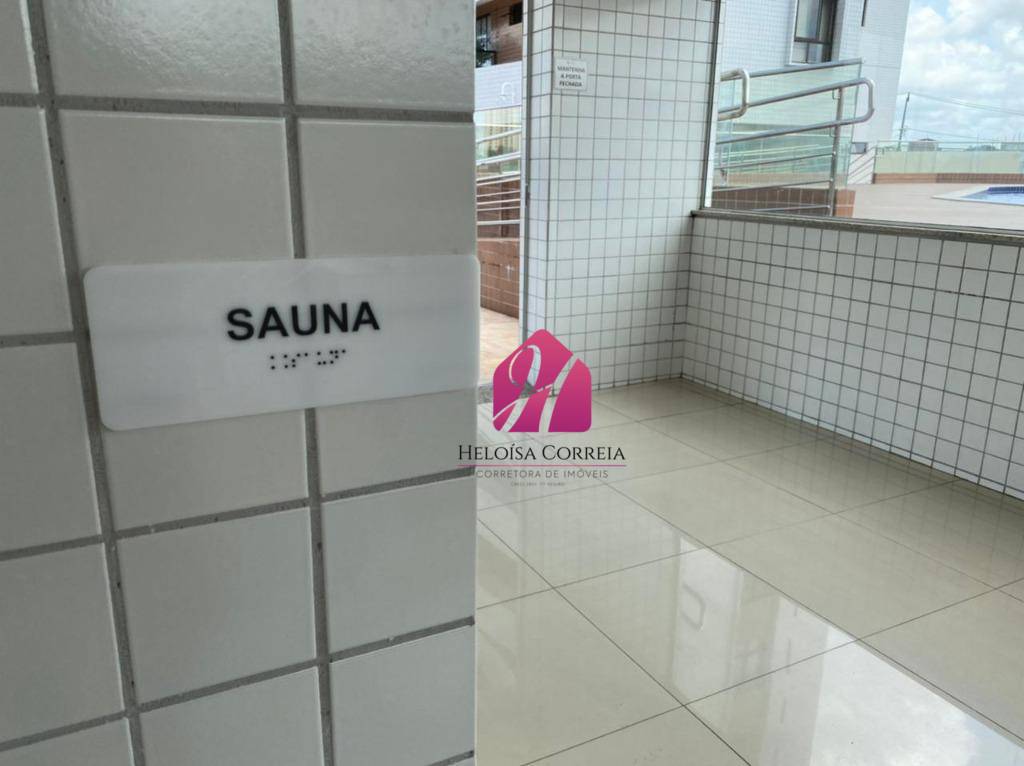 MANTENHA
A PORTA
FECHADA
SAUNA
HELOÍSA CORREIA
CORRETORA DE IMÓVEIS